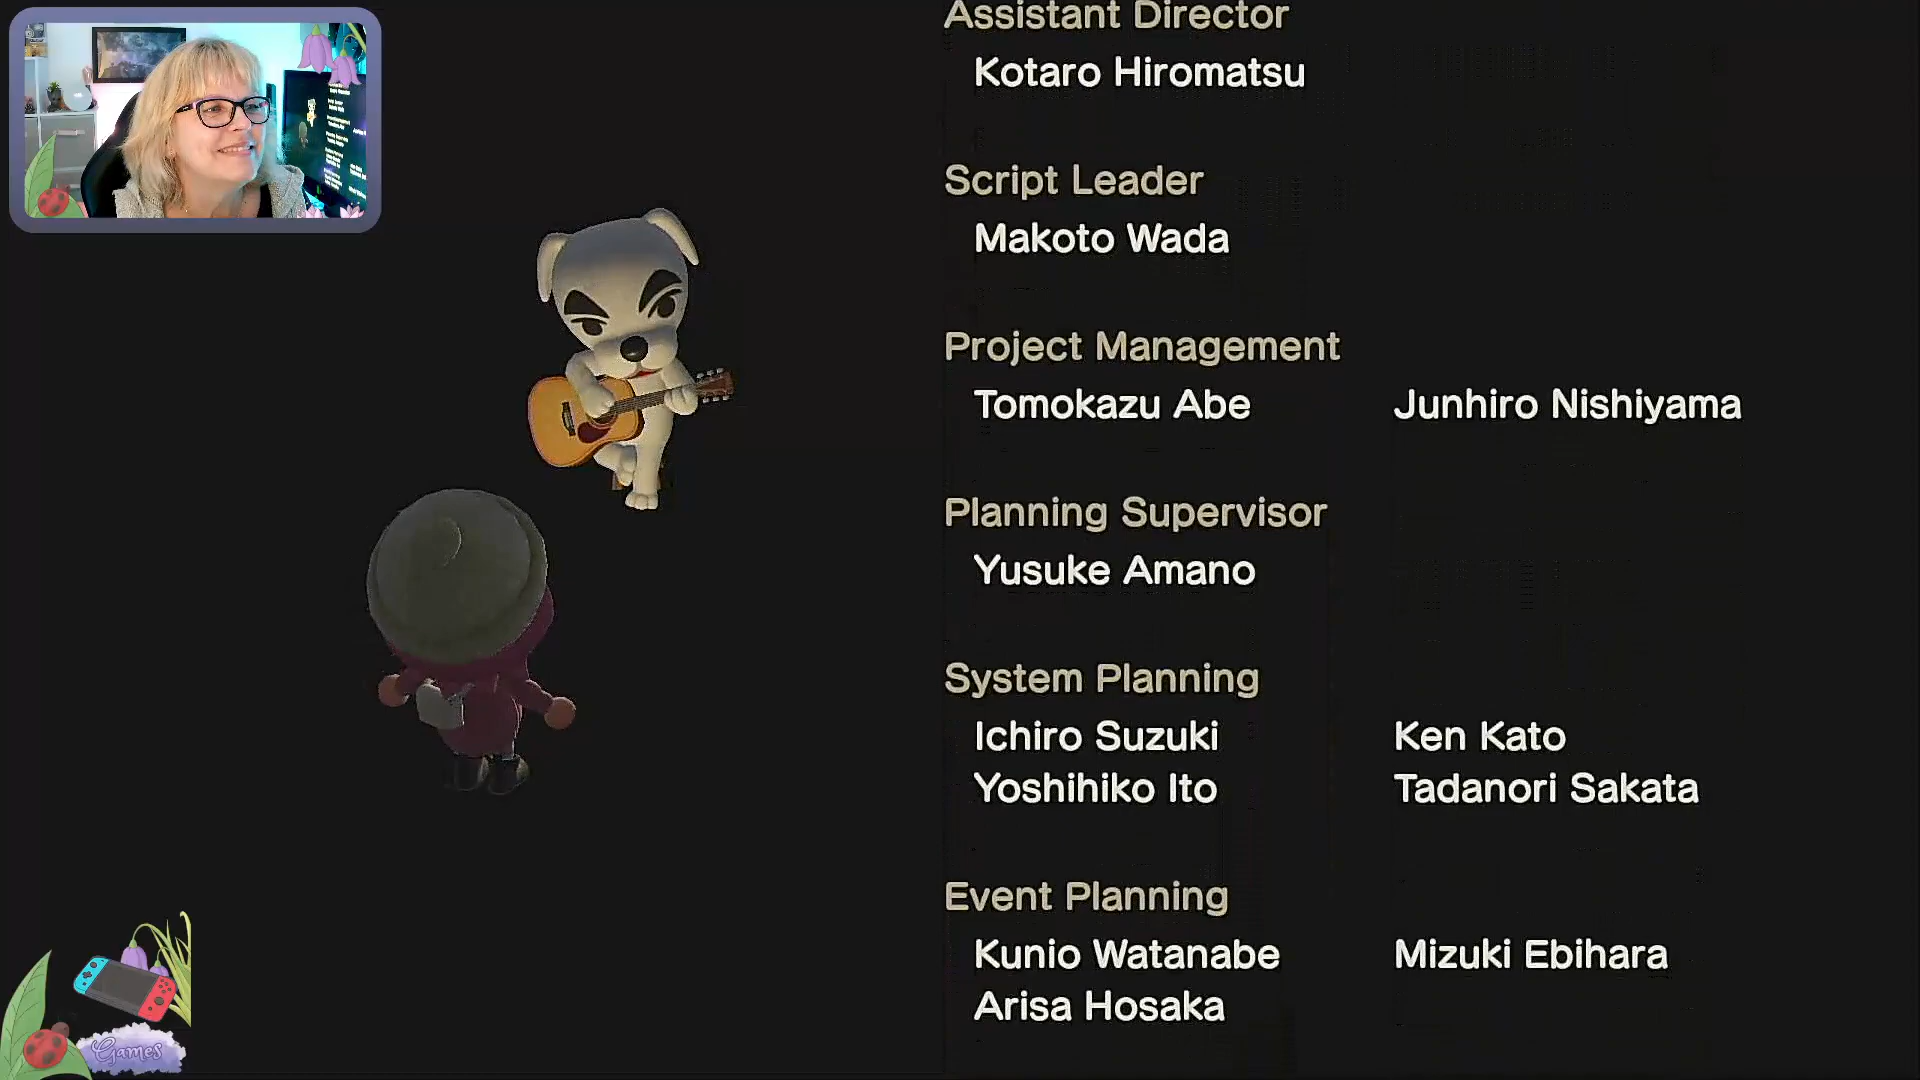 Assistant Director
Kotaro Hiromatsu
Script Leader
Makoto Wada
Project Management
Tomokazu Abe Junhiro Nishiyama
Planning Supervisor
Yusuke Amano
System Planning
Ichiro Suzuki Ken Kato
Yoshihiko Ito Tadanori Sakata
Event Planning
Kunio Watanabe Mizuki Ebihara
Arisa Hosaka
Games